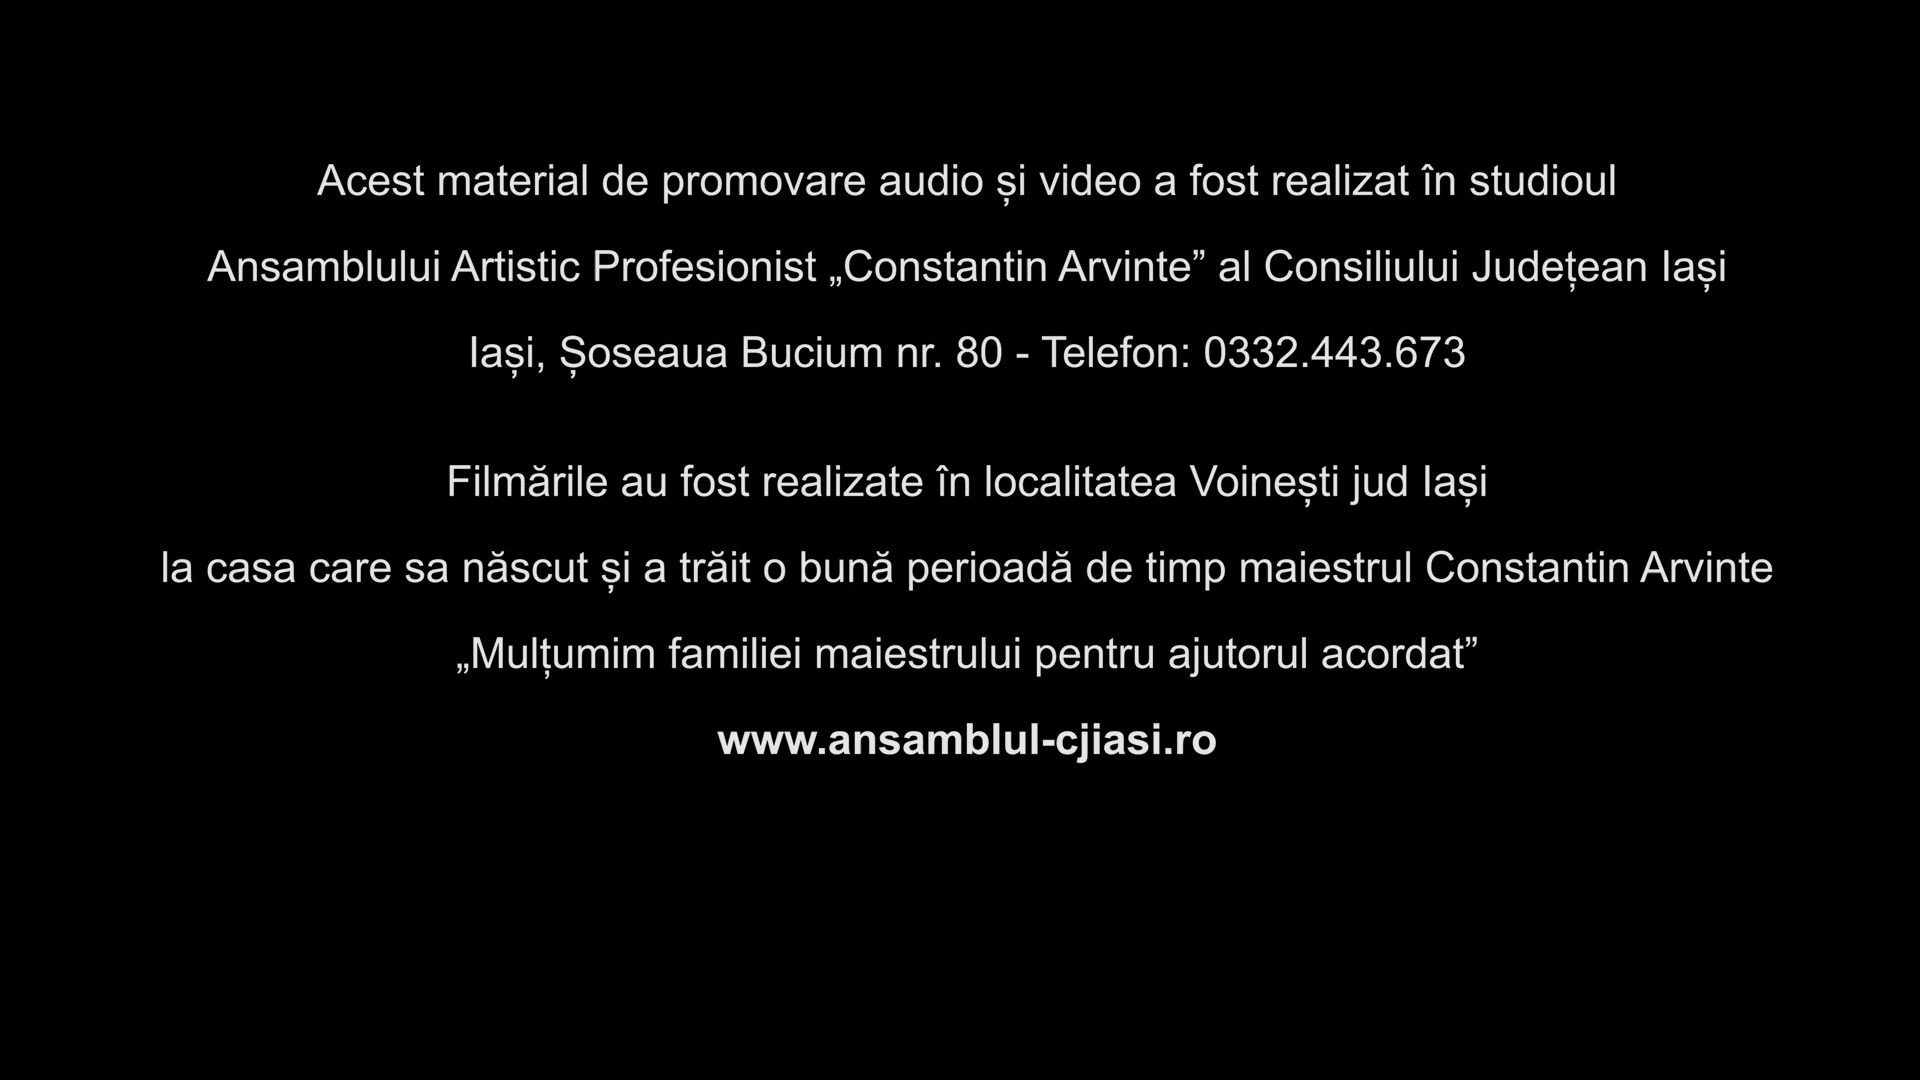 Acest material de promovare audio și video a fost realizat în studioul
Ansamblului Artistic Profesionist „Constantin Arvinte” al Consiliului Județean Iași
Iași, Șoseaua Bucium nr. 80 - Telefon: 0332.443.673
Filmările au fost realizate în localitatea Voinești jud Iași
la casa care sa născut și a trăit o bună perioadă de timp maiestrul Constantin Arvinte
„Mulțumim familiei maiestrului pentru ajutorul acordat”
www.ansamblul-cjiasi.ro